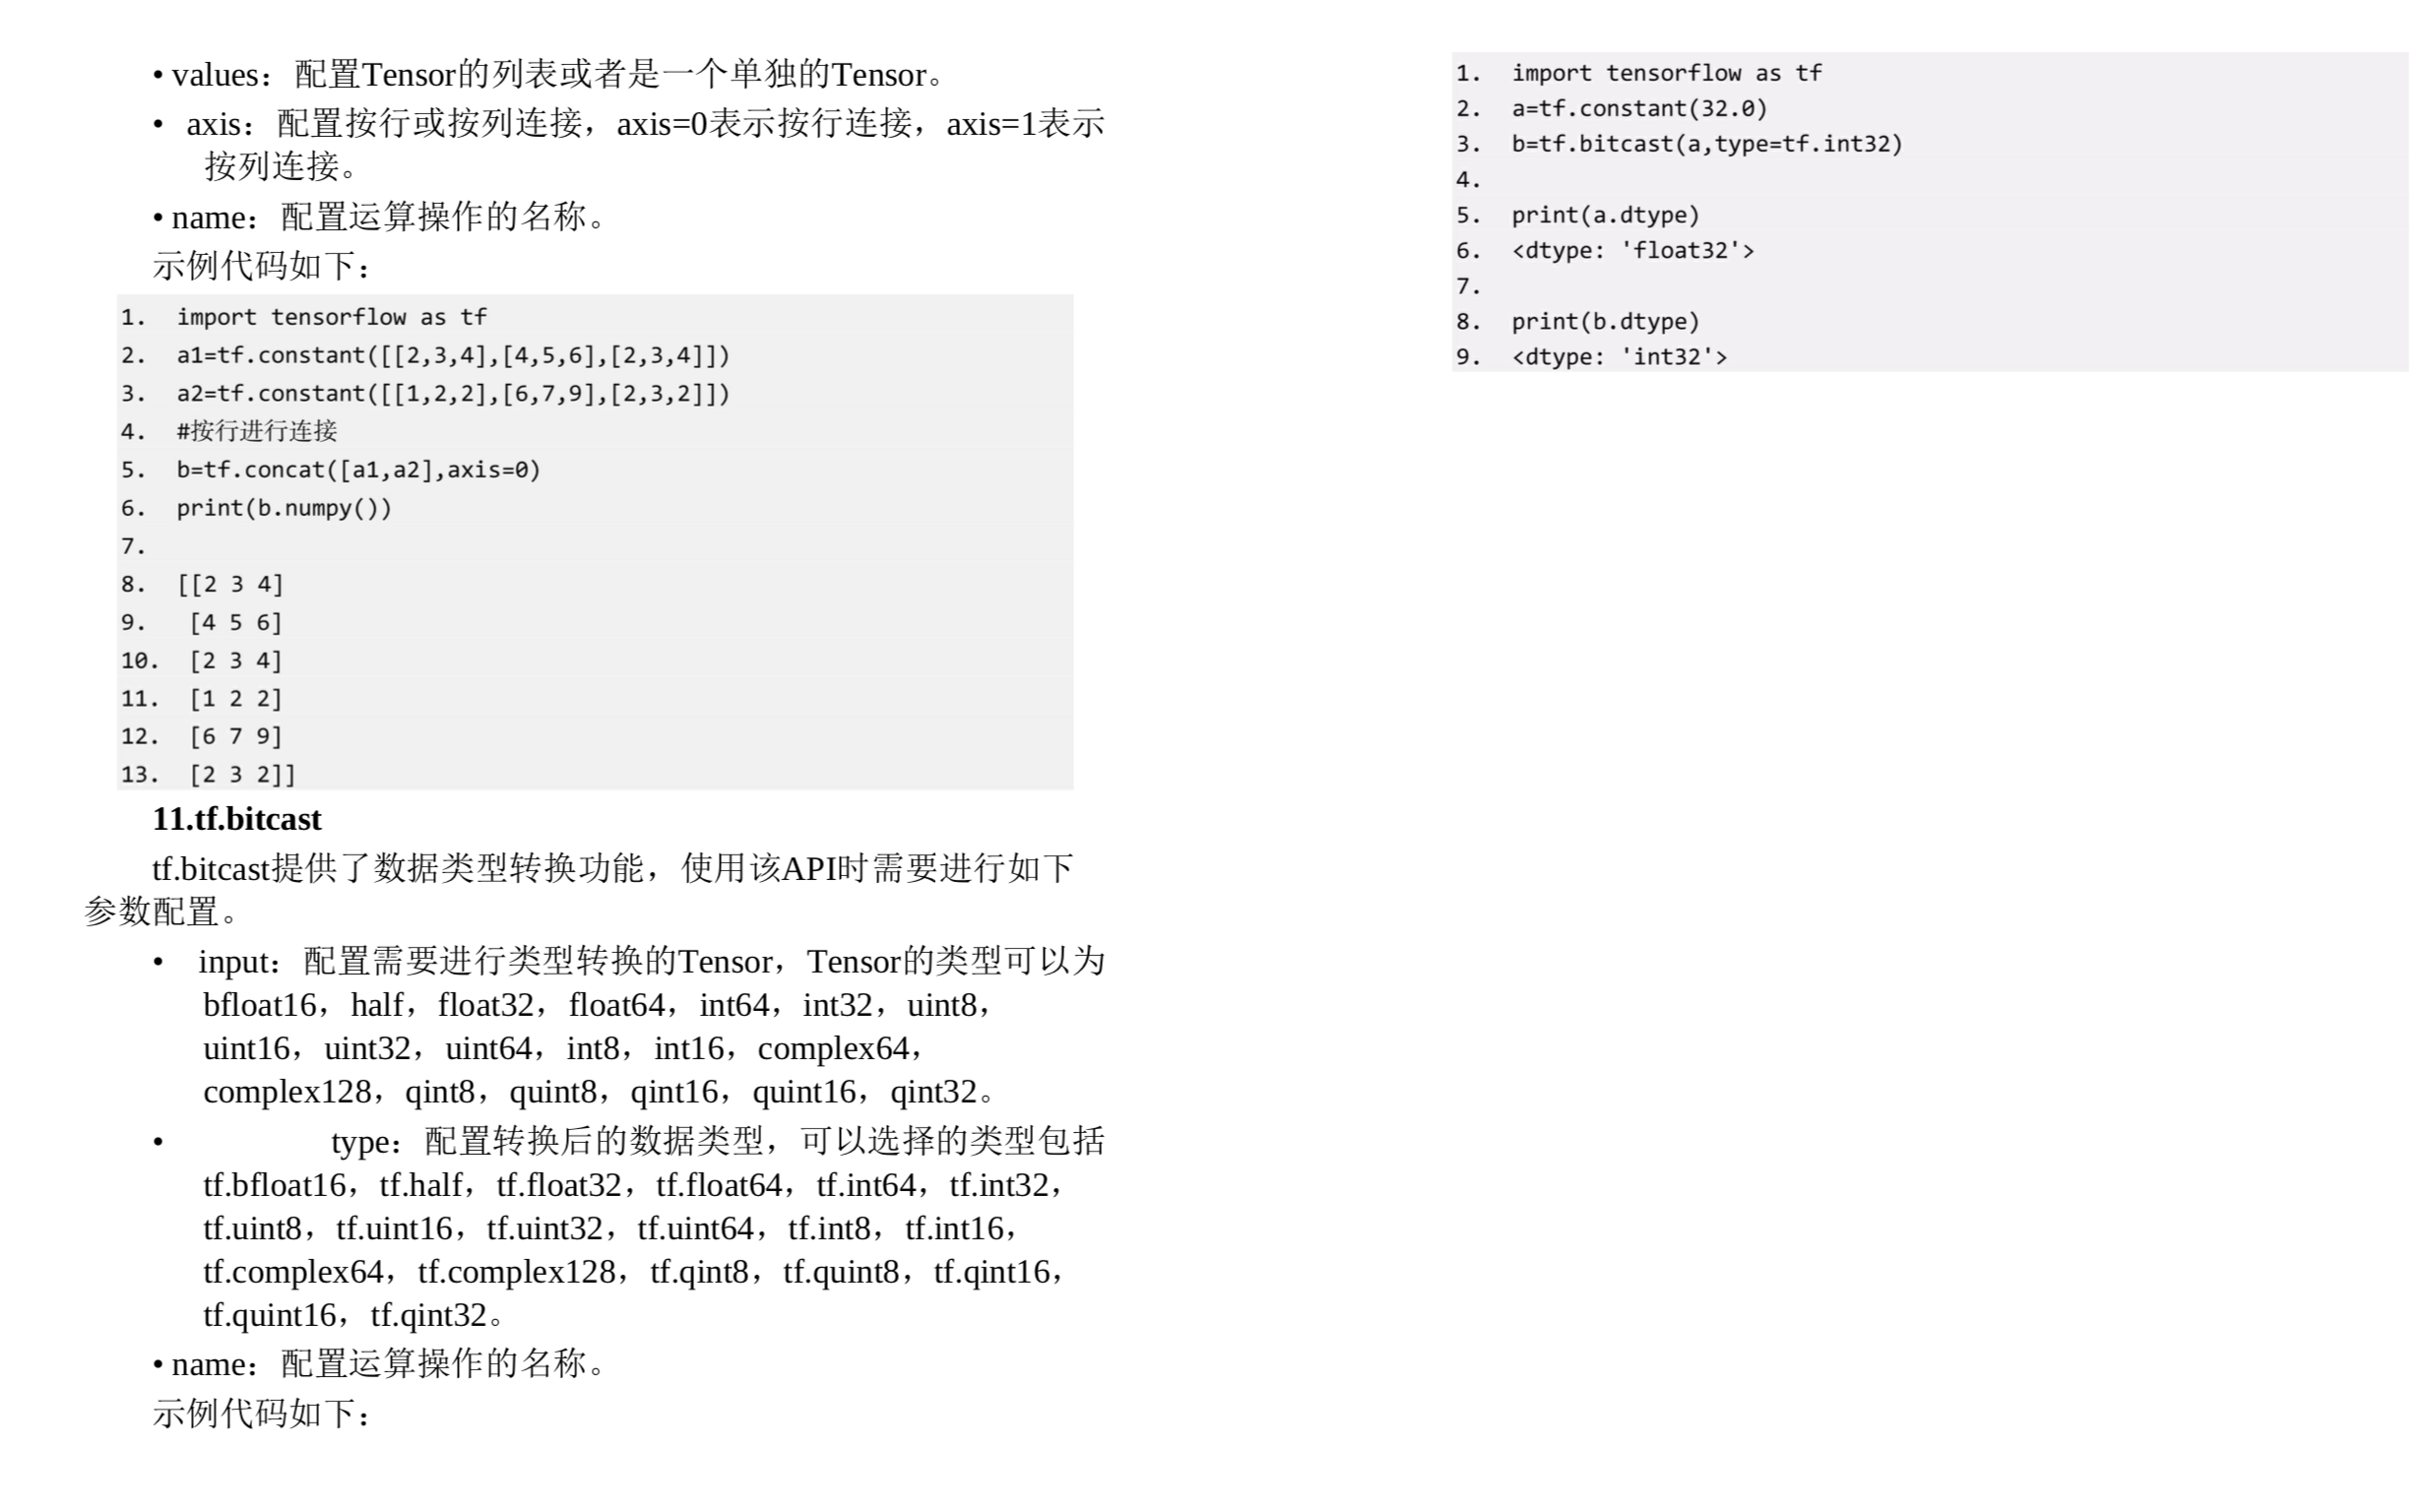 • values：配置Tensor的列表或者是一个单独的Tensor。
• axis：配置按行或按列连接，axis=0表示按行连接，axis=1表示
按列连接。
• name：配置运算操作的名称。
示例代码如下：
1. import tensorflow as tf
2. a1=tf.constant([[2,3,4],[4,5,6],[2,3,4]])
3. a2=tf.constant([[1,2,2],[6,7,9],[2,3,2]])
4. #按行进行连接
5. b=tf.concat([a1,a2],axis=0)
6. print(b.numpy())
7.
8. [[2 3 4]
9. [4 5 6]
10. [2 3 4]
11. [1 2 2]
12. [6 7 9]
13. [2 3 2]]
11.tf.bitcast
tf.bitcast提供了数据类型转换功能，使用该API时需要进行如下
参数配置。
• input：配置需要进行类型转换的Tensor，Tensor的类型可以为
bfloat16，half，float32，float64，int64，int32，uint8，
uint16，uint32，uint64，int8，int16，complex64，
complex128，qint8，quint8，qint16，quint16，qint32。
• type：配置转换后的数据类型，可以选择的类型包括
tf.bfloat16，tf.half，tf.float32，tf.float64，tf.int64，tf.int32，
tf.uint8，tf.uint16，tf.uint32，tf.uint64，tf.int8，tf.int16，
tf.complex64，tf.complex128，tf.qint8，tf.quint8，tf.qint16，
tf.quint16，tf.qint32。
• name：配置运算操作的名称。
示例代码如下：
1. import tensorflow as tf
2. a=tf.constant(32.0)
3. b=tf.bitcast(a,type=tf.int32)
4.
5. print(a.dtype)
6. <dtype: 'float32'>
7.
8. print(b.dtype)
9. <dtype: 'int32'>